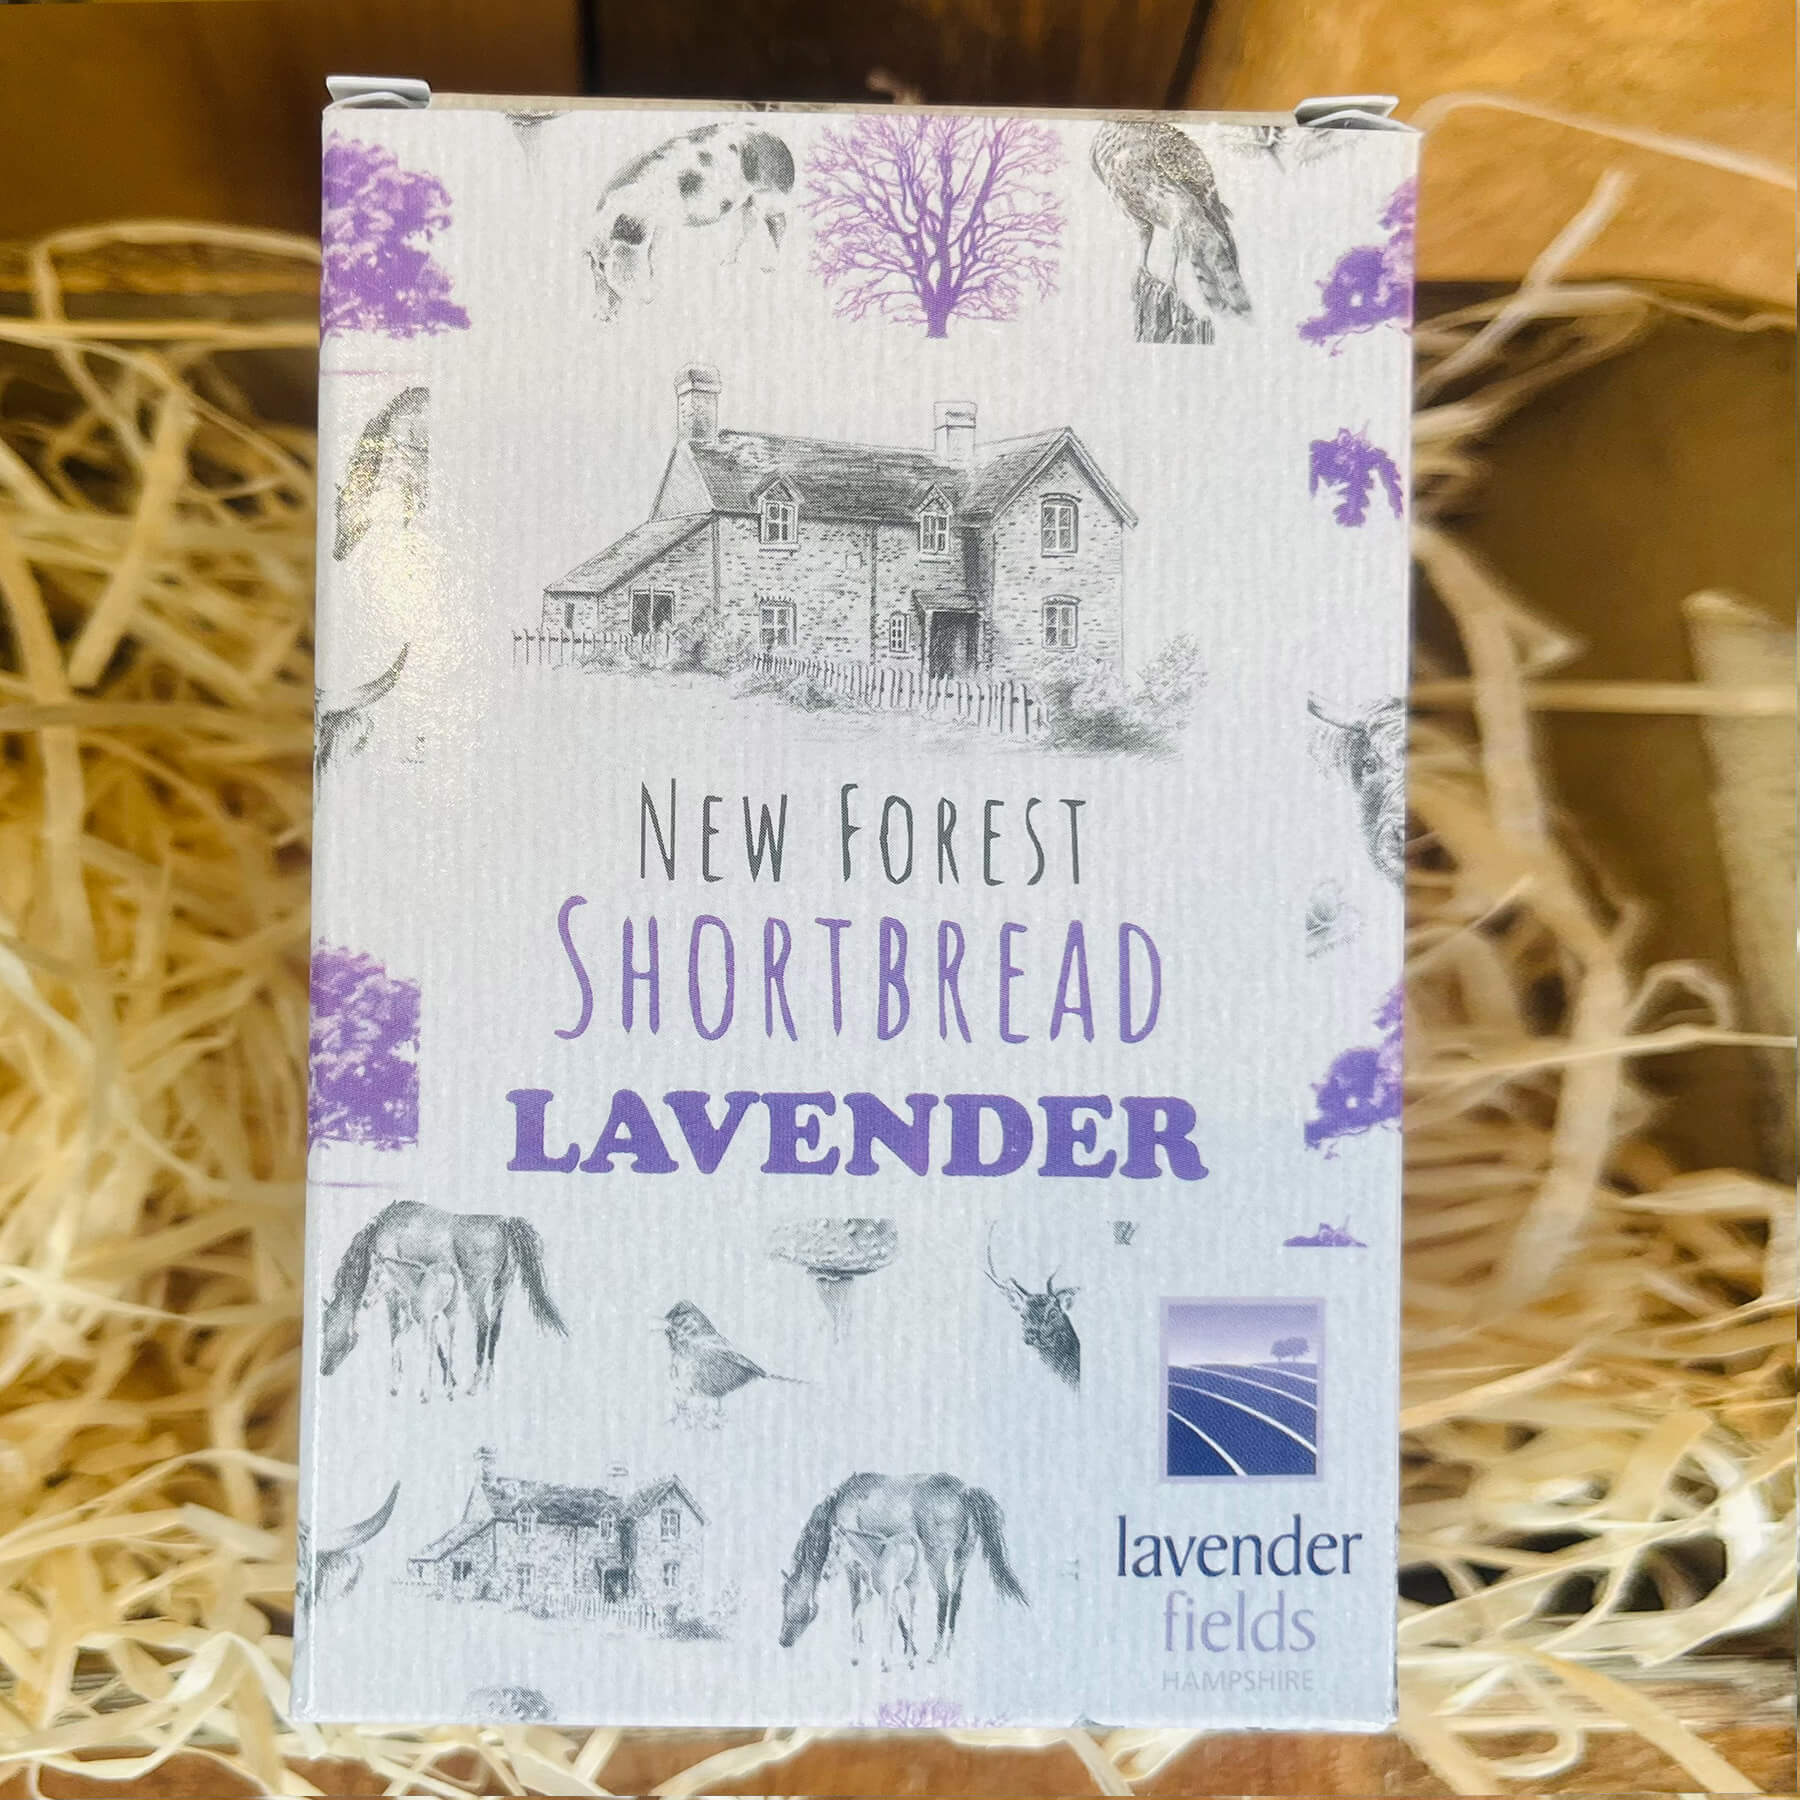 NEW FOREST
SHORTBREAD
LAVENDER
lavender
fields
HAMPSHIRE